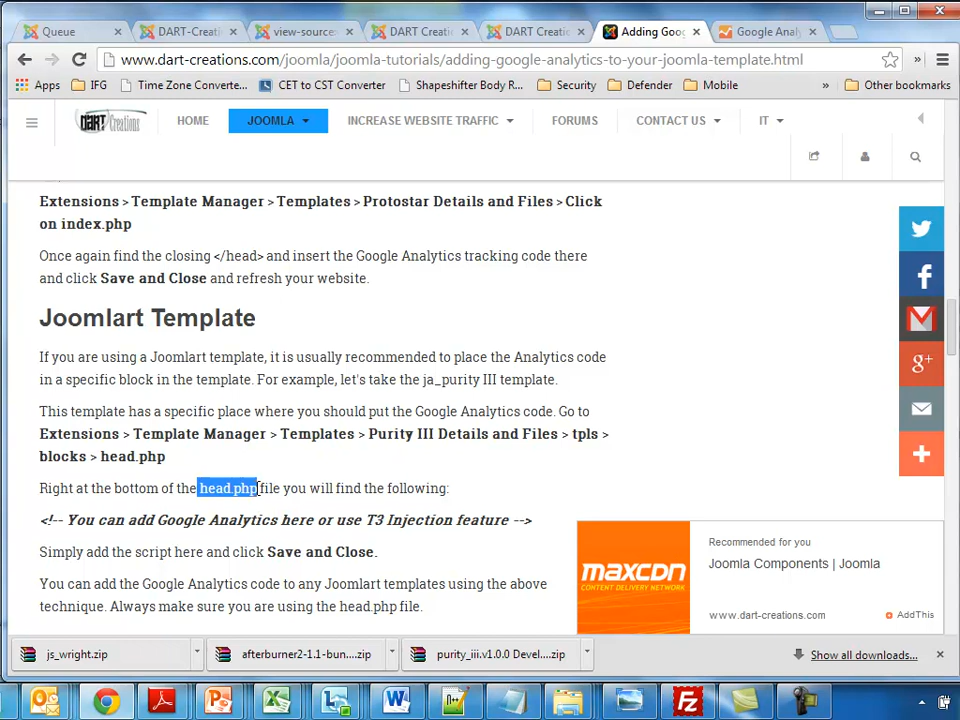 Queue
DART-Creatio
view-source:
DART Creatio
DART Creatio
Adding Goog
Google Analy
www.dart-creations.com/joomla/joomla-tutorials/adding-google-analytics-to-your-joomla-template.html
Apps
IFG
Time Zone Converte...
CET to CST Converter
Shapeshifter Body R...
Security
Defender
Mobile
»
Other bookmarks
DART Creations
HOME
JOOMLA
INCREASE WEBSITE TRAFFIC
FORUMS
CONTACT US
IT
Extensions > Template Manager > Templates > Protostar Details and Files > Click
on index.php
Once again find the closing </head> and insert the Google Analytics tracking code there
and click Save and Close and refresh your website.
Joomlart Template
If you are using a Joomlart template, it is usually recommended to place the Analytics code
in a specific block in the template. For example, let's take the ja_purity III template.
This template has a specific place where you should put the Google Analytics code. Go to
Extensions > Template Manager > Templates > Purity III Details and Files > tpls >
blocks > head.php
Right at the bottom of the head.php file you will find the following:
<!-- You can add Google Analytics here or use T3 Injection feature -->
Simply add the script here and click Save and Close.
You can add the Google Analytics code to any Joomlart templates using the above
technique. Always make sure you are using the head.php file.
maxcdn
CONTENT DELIVERY NETWORK
Recommended for you
Joomla Components | Joomla
www.dart-creations.com
AddThis
js_wright.zip
afterburner2-1.1-bun....zip
purity_iii.v1.0.0 Devel....zip
Show all downloads...